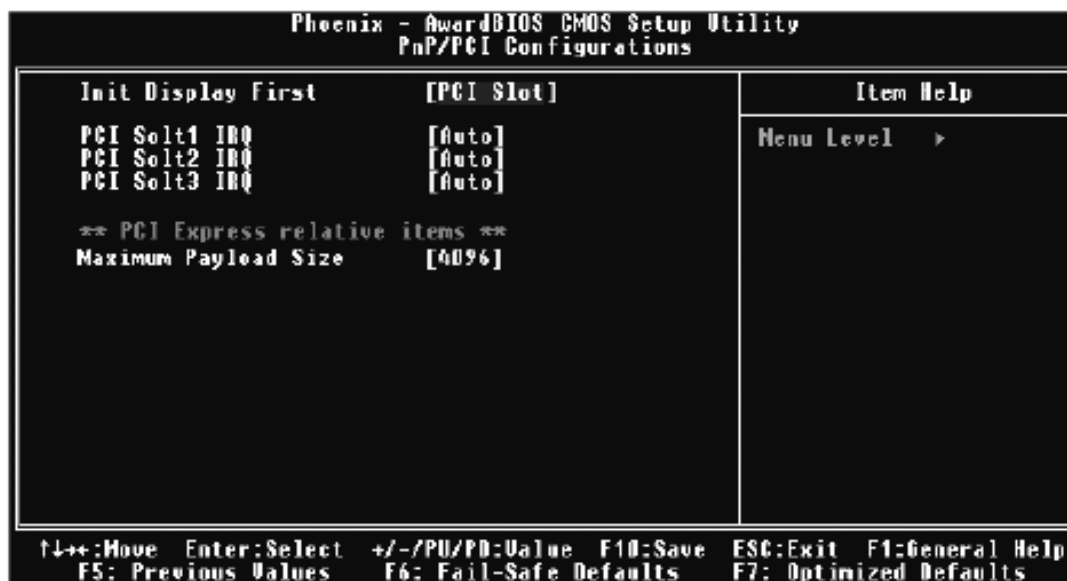 Phoenix - AwardBIOS CMOS Setup Utility
PnP/PCI Configurations
Init Display First [PCI Slot]
PCI Solt1 IRQ [Auto]
PCI Solt2 IRQ [Auto]
PCI Solt3 IRQ [Auto]
** PCI Express relative items **
Maximum Payload Size [4096]
Item Help
Menu Level ►
↑↓→←:Move Enter:Select +/-/PU/PD:Value F10:Save ESC:Exit F1:General Help
F5: Previous Values F6: Fail-Safe Defaults F7: Optimized Defaults